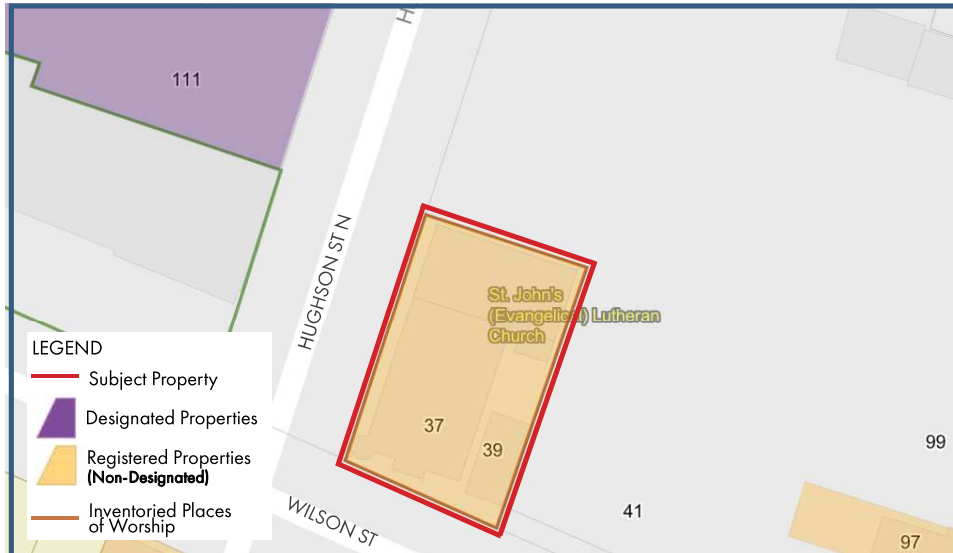 H
111
HUGHSON ST N
St. John's
(Evangelical) Lutheran
Church
37
39
99
41
WILSON ST
97
LEGEND
Subject Property
Designated Properties
Registered Properties
(Non-Designated)
Inventoried Places
of Worship